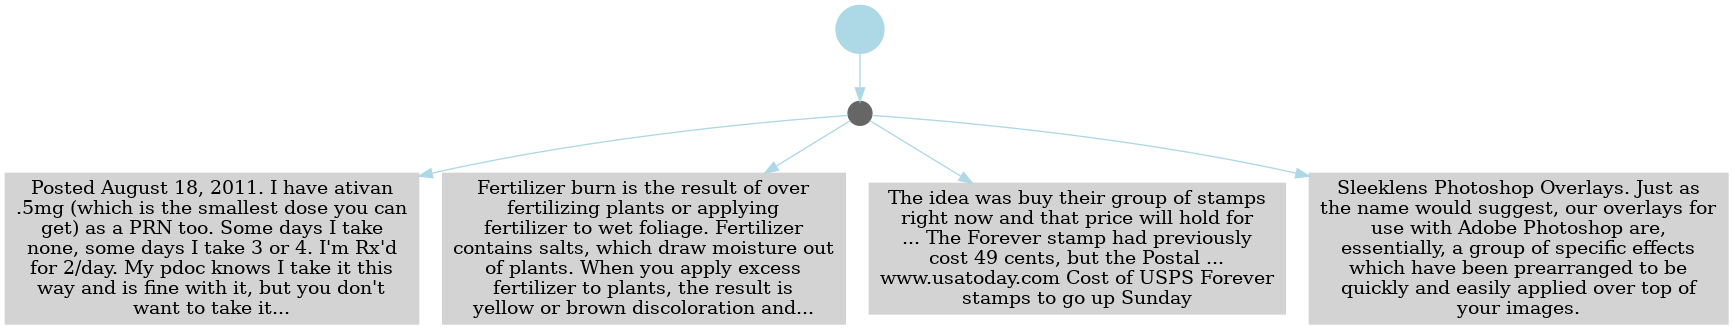 Posted August 18, 2011. I have ativan
.5mg (which is the smallest dose you can
get) as a PRN too. Some days I take
none, some days I take 3 or 4. I'm Rx'd
for 2/day. My pdoc knows I take it this
way and is fine with it, but you don't
want to take it...
Fertilizer burn is the result of over
fertilizing plants or applying
fertilizer to wet foliage. Fertilizer
contains salts, which draw moisture out
of plants. When you apply excess
fertilizer to plants, the result is
yellow or brown discoloration and...
The idea was buy their group of stamps
right now and that price will hold for
... The Forever stamp had previously
cost 49 cents, but the Postal ...
www.usatoday.com Cost of USPS Forever
stamps to go up Sunday
Sleeklens Photoshop Overlays. Just as
the name would suggest, our overlays for
use with Adobe Photoshop are,
essentially, a group of specific effects
which have been prearranged to be
quickly and easily applied over top of
your images.